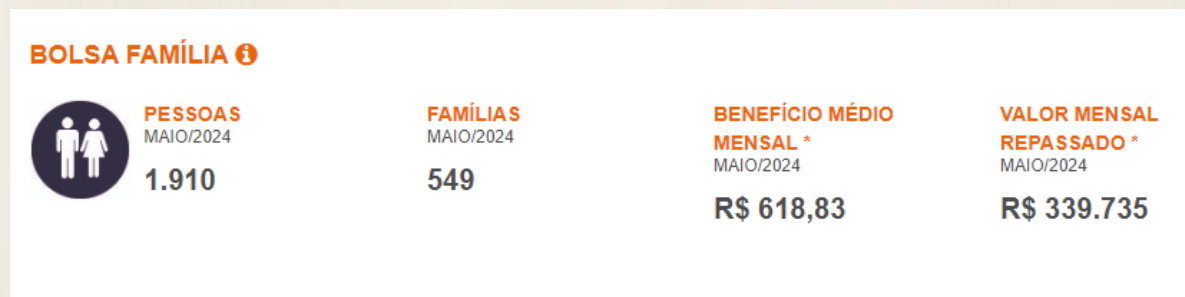 BOLSA FAMÍLIA
PESSOAS
MAIO/2024
1.910
FAMÍLIAS
MAIO/2024
549
BENEFÍCIO MÉDIO
MENSAL *
MAIO/2024
R$ 618,83
VALOR MENSAL
REPASSADO *
MAIO/2024
R$ 339.735